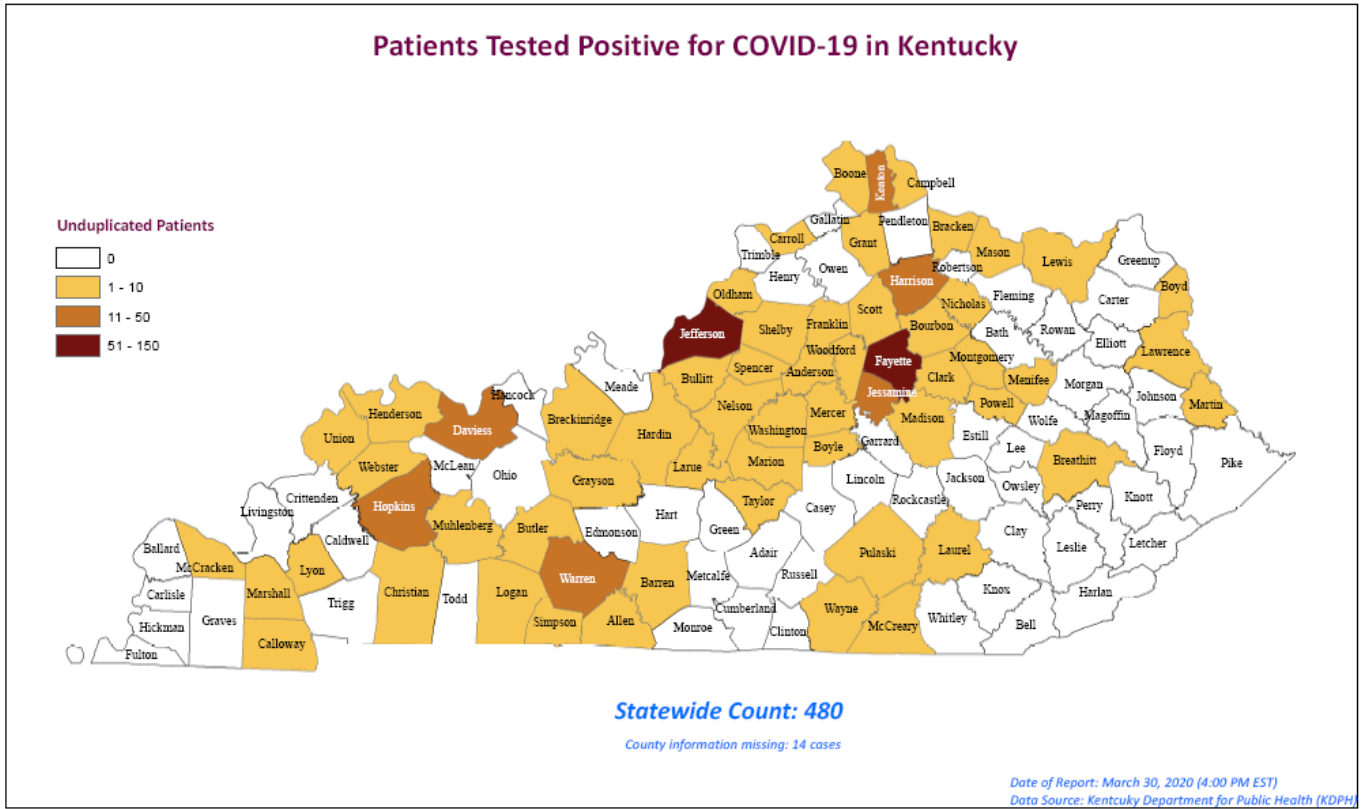 Patients Tested Positive for COVID-19 in Kentucky
Unduplicated Patients
0
1 - 10
11 - 50
51 - 150
Boone
Kenton
Campbell
Gallatin
Pendleton
Bracken
Carroll
Grant
Mason
Trimble
Owen
Robertson
Lewis
Greenup
Henry
Harrison
Boyd
Oldham
Nicholas
Fleming
Carter
Scott
Jefferson
Shelby
Franklin
Bourbon
Bath
Rowan
Elliott
Woodford
Lawrence
Fayette
Montgomery
Spencer
Anderson
Clark
Menifee
Morgan
Meade
Bullitt
Jessamine
Powell
Johnson
Martin
Hancock
Nelson
Mercer
Madison
Wolfe
Magoffin
Henderson
Breckinridge
Washington
Daviess
Hardin
Union
Boyle
Garrard
Estill
Lee
Floyd
Pike
Webster
McLean
Larue
Marion
Breathitt
Ohio
Grayson
Lincoln
Jackson
Owsley
Crittenden
Taylor
Rockcastle
Knott
Livingston
Hopkins
Hart
Casey
Perry
Muhlenberg
Butler
Edmonson
Green
Clay
Caldwell
Letcher
Ballard
Adair
Pulaski
Laurel
Leslie
McCracken
Lyon
Warren
Barren
Metcalfe
Russell
Carlisle
Marshall
Christian
Logan
Knox
Harlan
Trigg
Todd
Cumberland
Wayne
Graves
Simpson
Allen
Whitley
Hickman
Monroe
Clinton
McCreary
Bell
Calloway
Fulton
Statewide Count: 480
County information missing: 14 cases
Date of Report: March 30, 2020 (4:00 PM EST)
Data Source: Kentcuky Department for Public Health (KDPH)